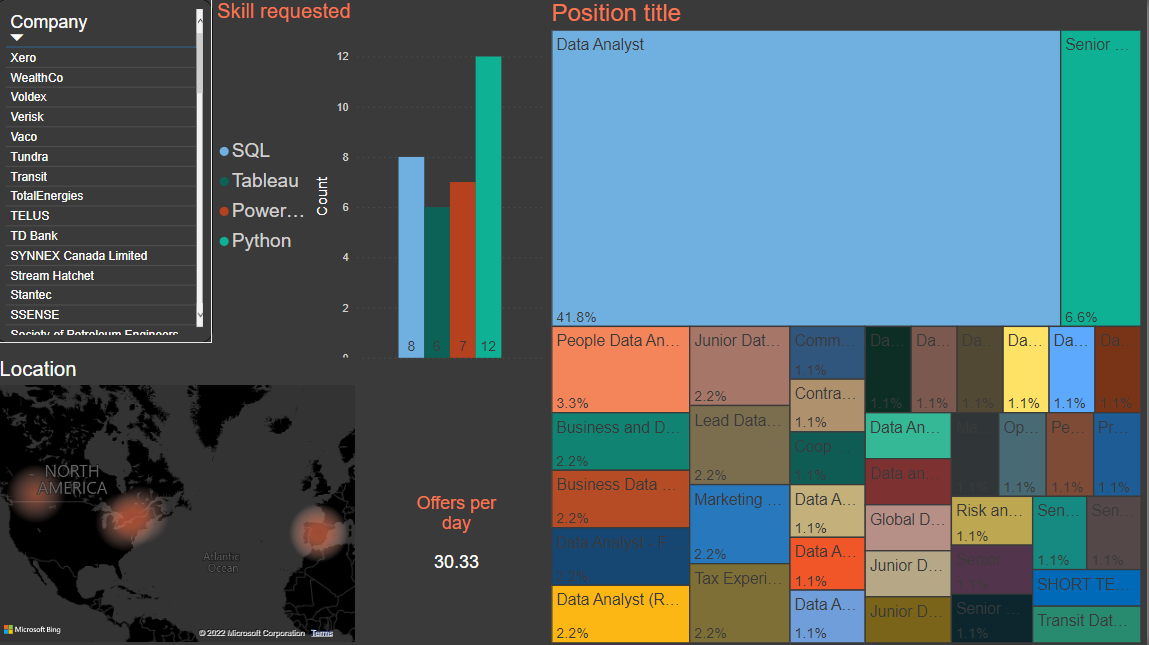 Company
Xero
WealthCo
Voldex
Verisk
Vaco
Tundra
Transit
TotalEnergies
TELUS
TD Bank
SYNNEX Canada Limited
Stream Hatchet
Stantec
SSENSE
Society of Petroleum Engineers
Skill requested
SQL
Tableau
Power…
Python
Count
12
10
8
6
4
2
0
8
6
7
12
Location
NORTH
AMERICA
Atlantic
Ocean
Microsoft Bing
© 2022 Microsoft Corporation Terms
Offers per
day
30.33
Position title
Data Analyst
41.8%
Senior …
6.6%
People Data An…
3.3%
Business and D…
2.2%
Business Data …
2.2%
Data Analyst - F…
2.2%
Data Analyst (R…
2.2%
Junior Dat…
2.2%
Lead Data…
2.2%
Marketing …
2.2%
Tax Experi…
2.2%
Comm…
1.1%
Contra…
1.1%
Coop …
1.1%
Data A…
1.1%
Data A…
1.1%
Data A…
1.1%
Da…
1.1%
Da…
1.1%
Da…
1.1%
Da…
1.1%
Da…
1.1%
Da…
1.1%
Data An…
Data an…
Global D…
Junior D…
Junior D…
Ma…
1.1%
Op…
1.1%
Pe…
1.1%
Pr…
1.1%
Risk an…
1.1%
Senior …
1.1%
Senior …
1.1%
Sen…
1.1%
Sen…
1.1%
SHORT TE…
Transit Dat…